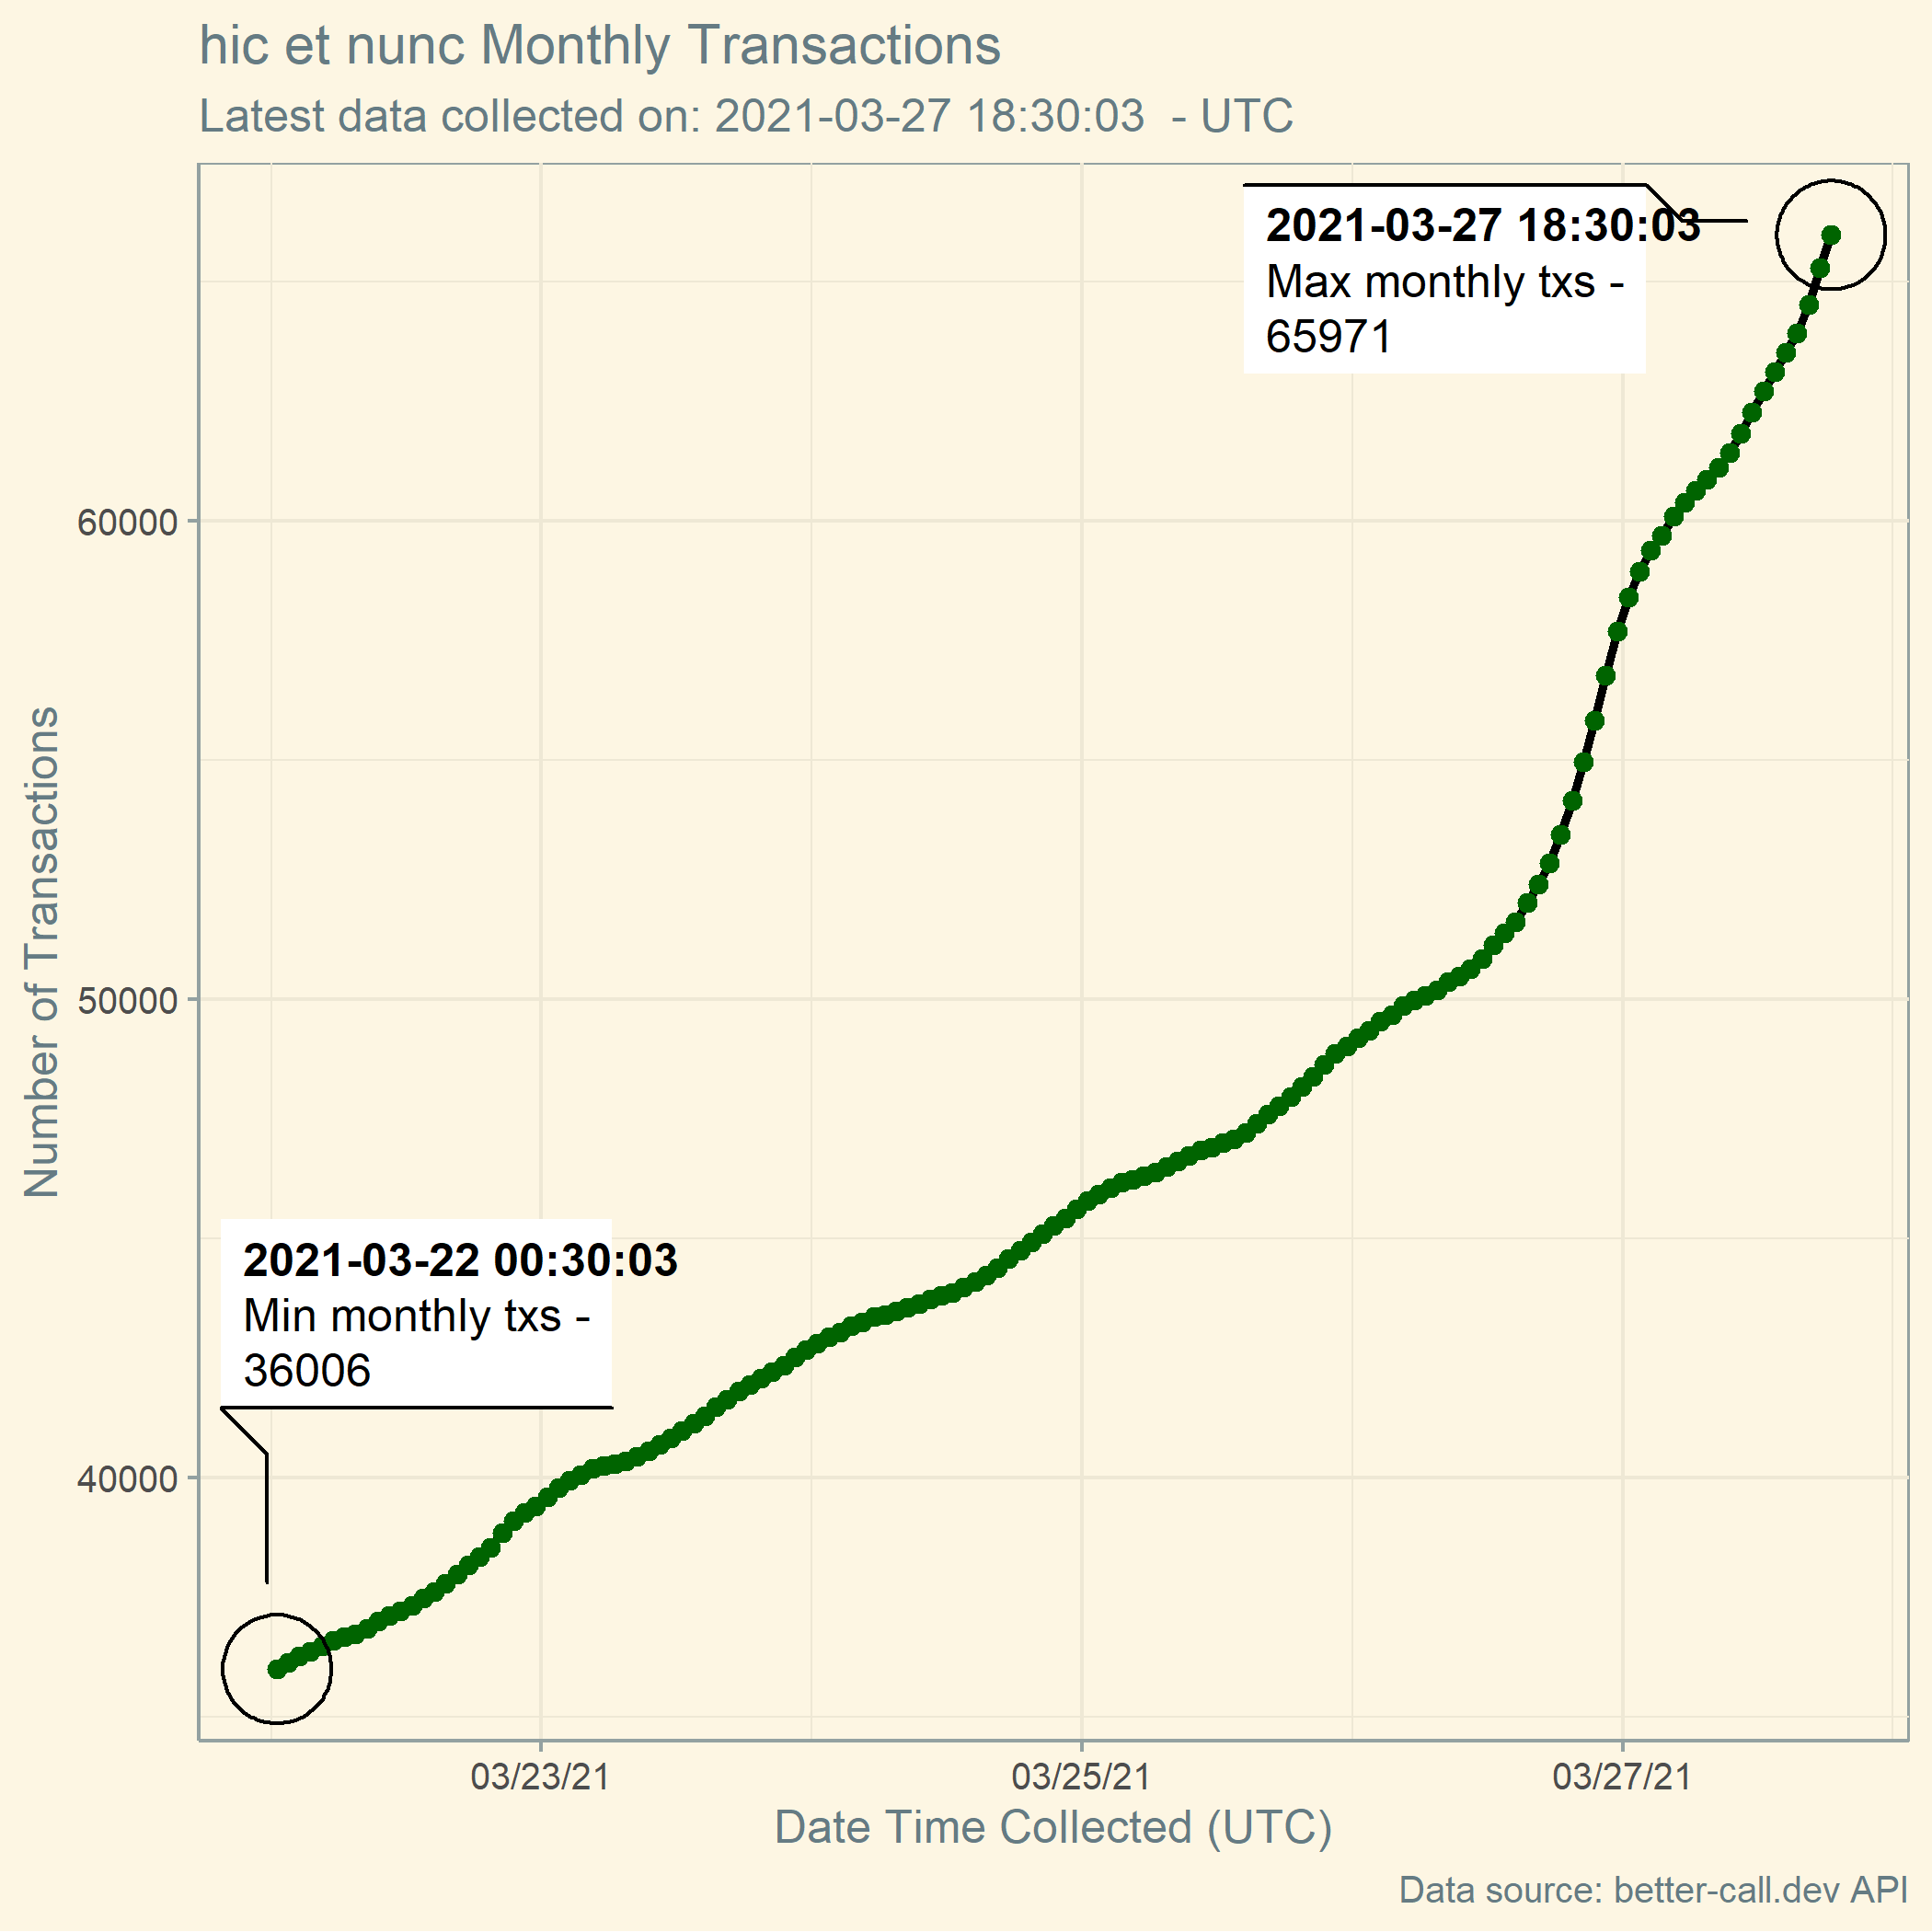 hic et nunc Monthly Transactions
Latest data collected on: 2021-03-27 18:30:03  - UTC
2021-03-27 18:30:03
Max monthly txs -
65971
60000
50000
40000
Number of Transactions
2021-03-22 00:30:03
Min monthly txs -
36006
03/23/21
03/25/21
03/27/21
Date Time Collected (UTC)
Data source: better-call.dev API